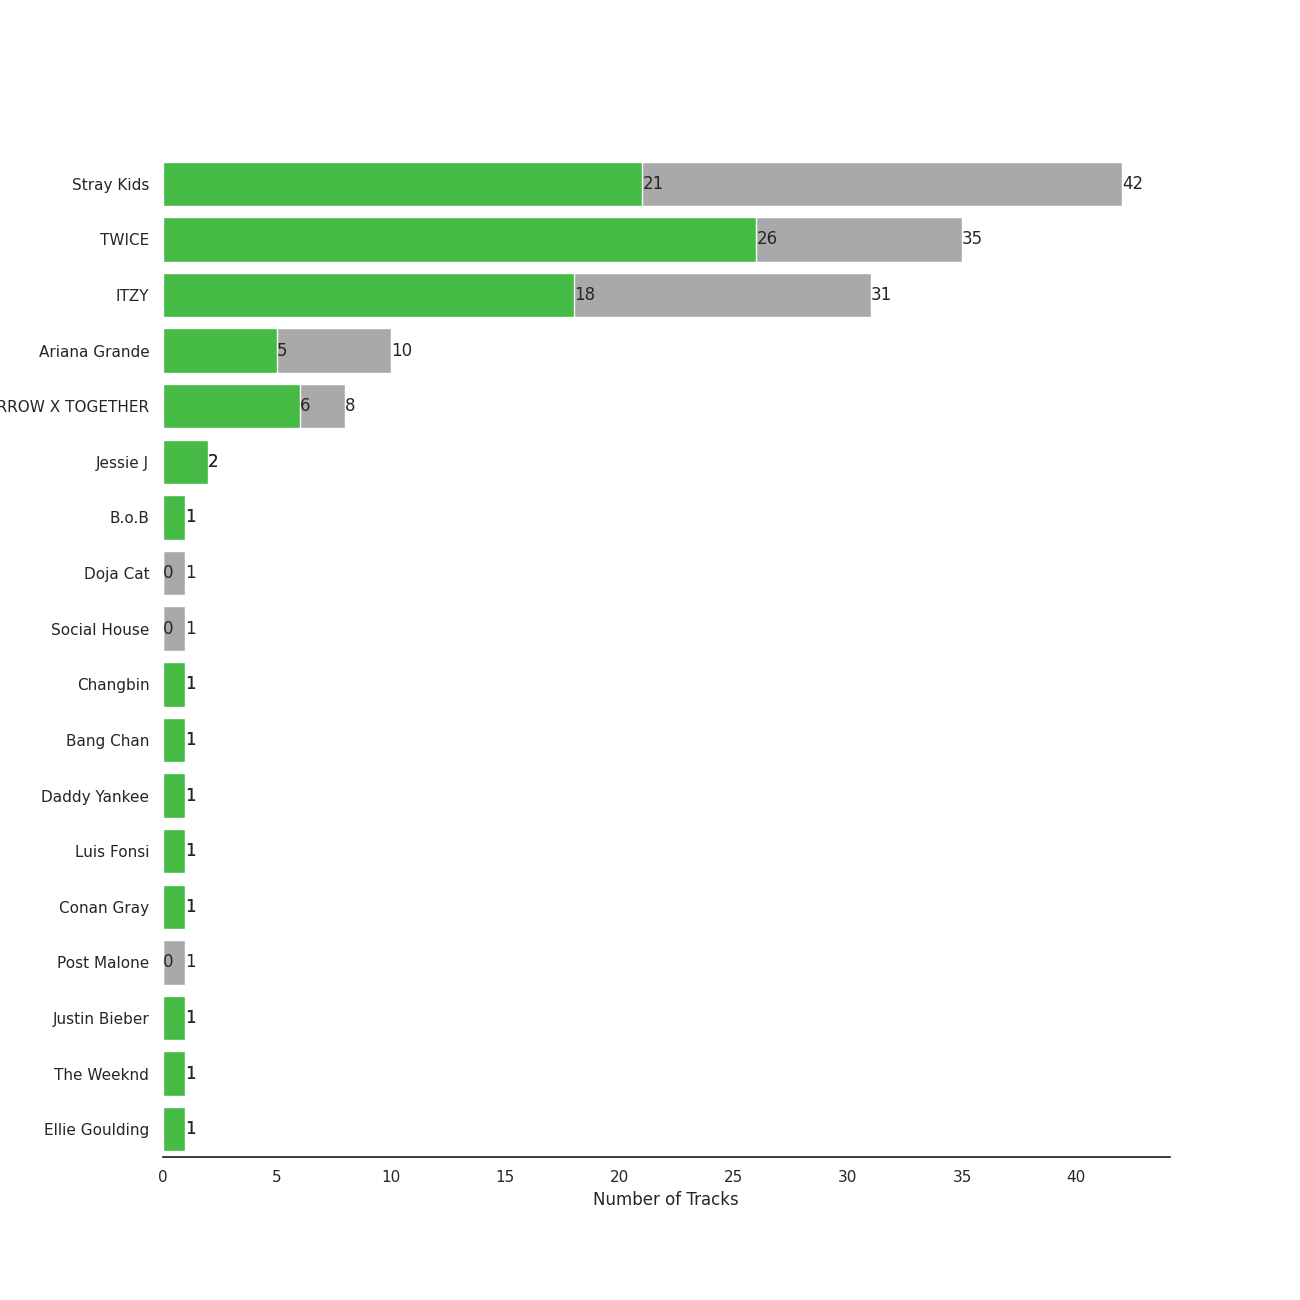 Stray Kids 21 42
TWICE 26 35
ITZY 18 31
Ariana Grande 5 10
RROW X TOGETHER 6 8
Jessie J 2
B.o.B 1
Doja Cat 0 1
Social House 0 1
Changbin 1
Bang Chan 1
Daddy Yankee 1
Luis Fonsi 1
Conan Gray 1
Post Malone 0 1
Justin Bieber 1
The Weeknd 1
Ellie Goulding 1
0 5 10 15 20 25 30 35 40
Number of Tracks